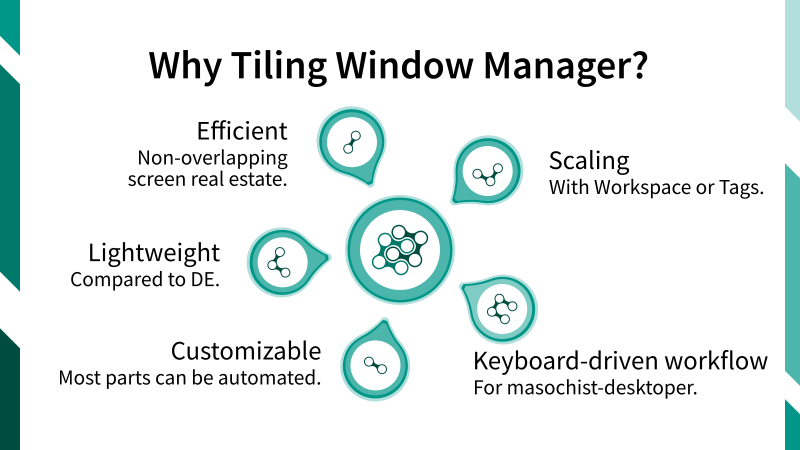 Why Tiling Window Manager?
Efficient
Non-overlapping
screen real estate.
Scaling
With Workspace or Tags.
Lightweight
Compared to DE.
Customizable
Most parts can be automated.
Keyboard-driven workflow
For masochist-desktoper.